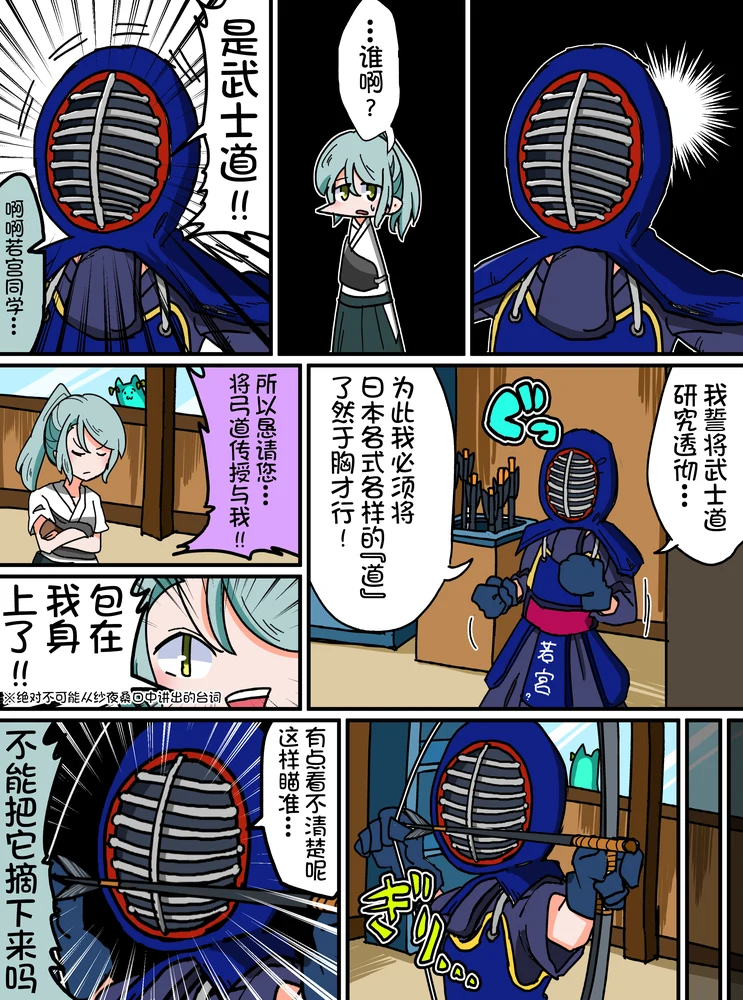 …谁啊？
是武士道!!
啊啊若宫同学…
我誓将武士道
研究透彻…
为此我必须将
日本各式各样的『道』
了然于胸才行！
ぐっ
若宮
?
所以恳请您…
将弓道传授与我!!
包在
我身
上了!!
※绝对不可能从纱夜桑口中讲出的台词
ぎり…
有点看不清楚呢
这样瞄准…
不能把它摘下来吗